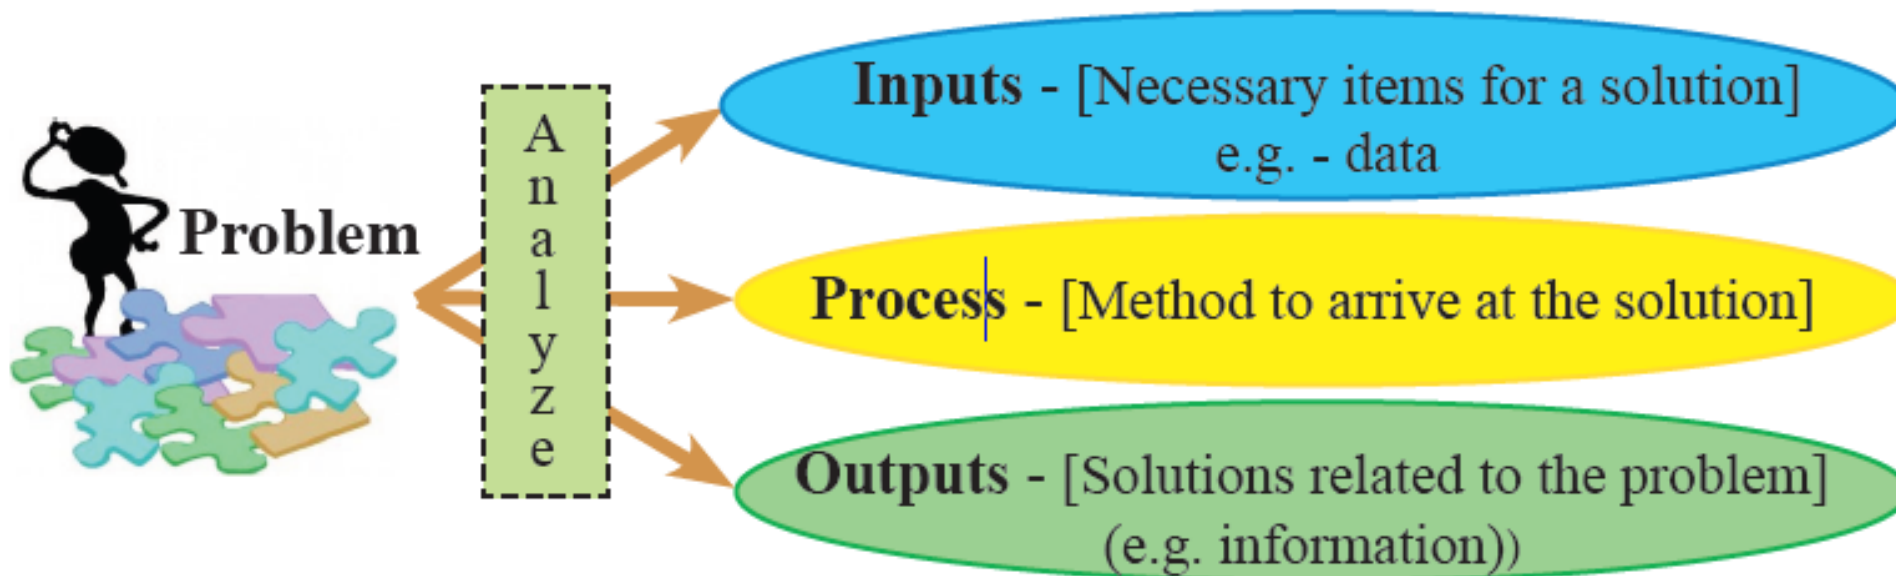 Problem
Analyze
Inputs - [Necessary items for a solution]
e.g. - data
Process - [Method to arrive at the solution]
Outputs - [Solutions related to the problem]
(e.g. information))